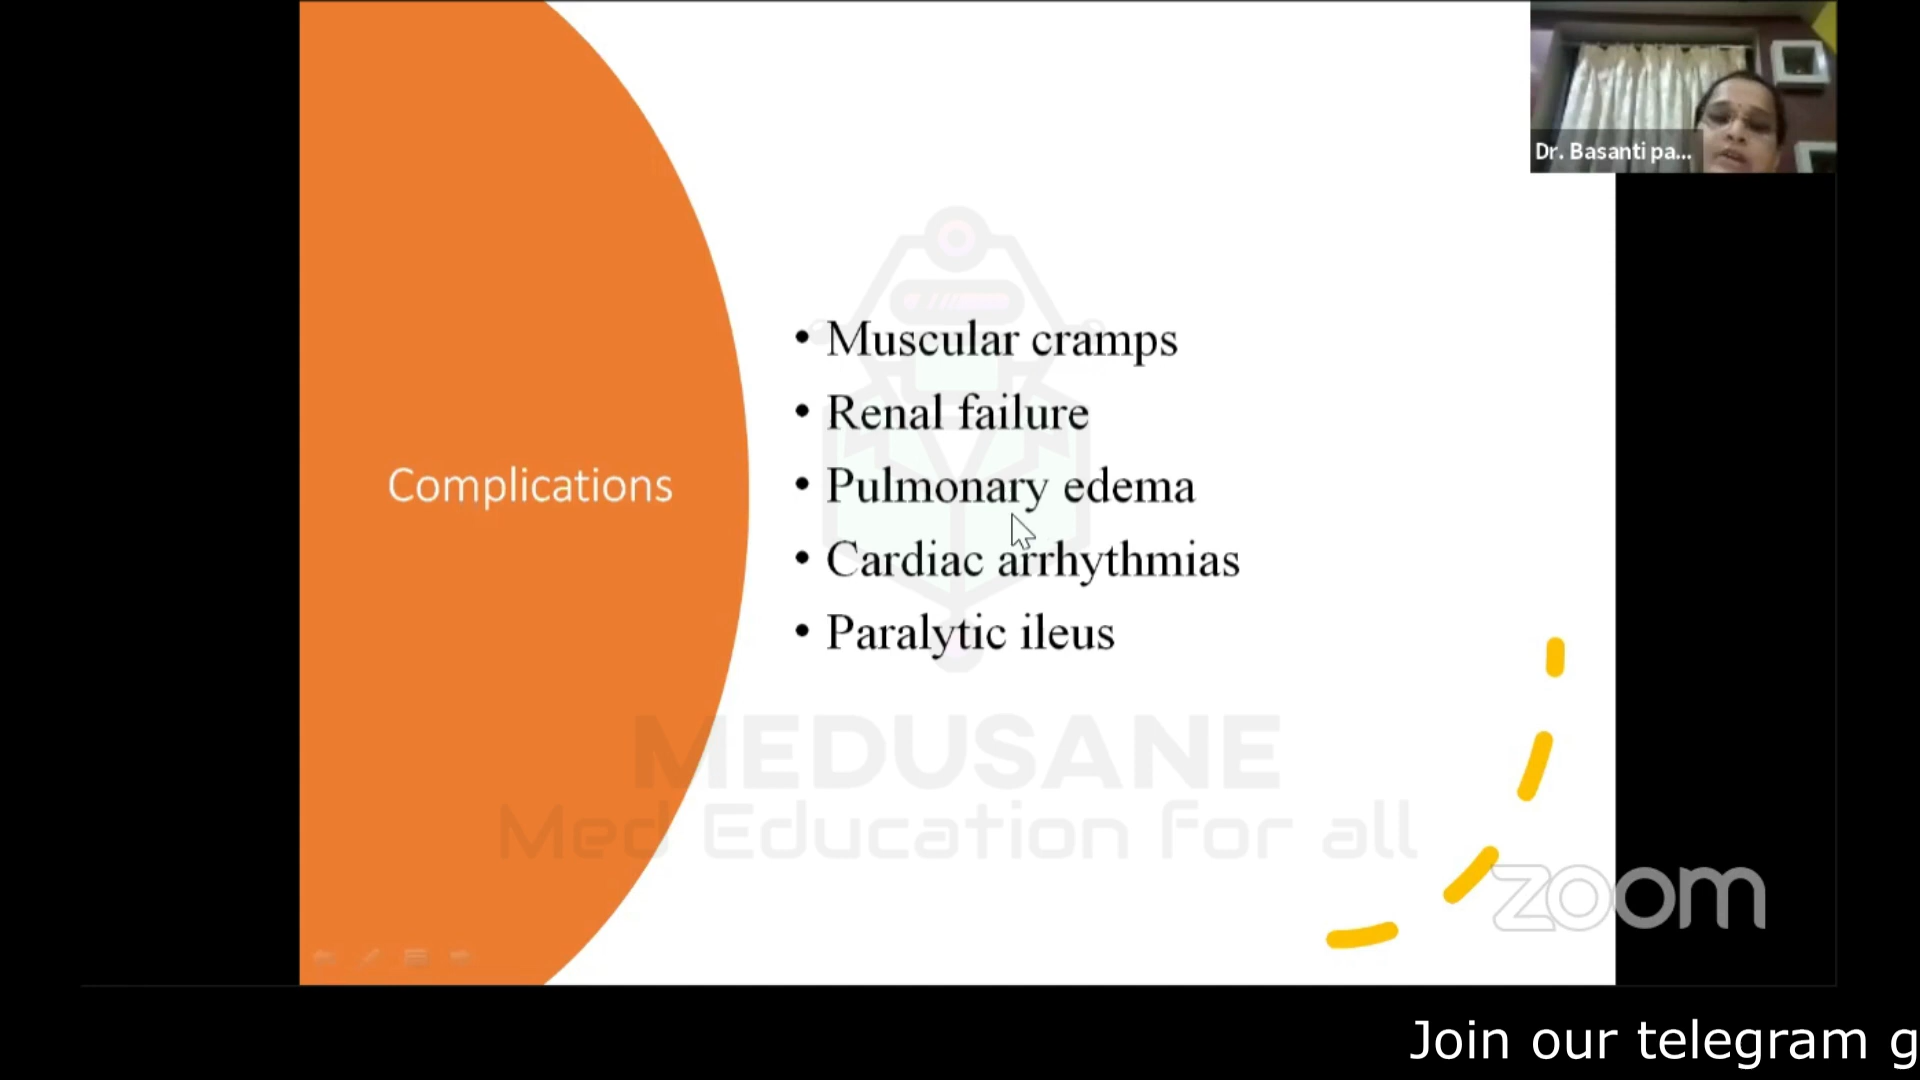 Dr. Basanti pa...
Complications
• Muscular cramps
• Renal failure
• Pulmonary edema
• Cardiac arrhythmias
• Paralytic ileus
MEDUSANE
Med Education for all
zoom
Join our telegram g